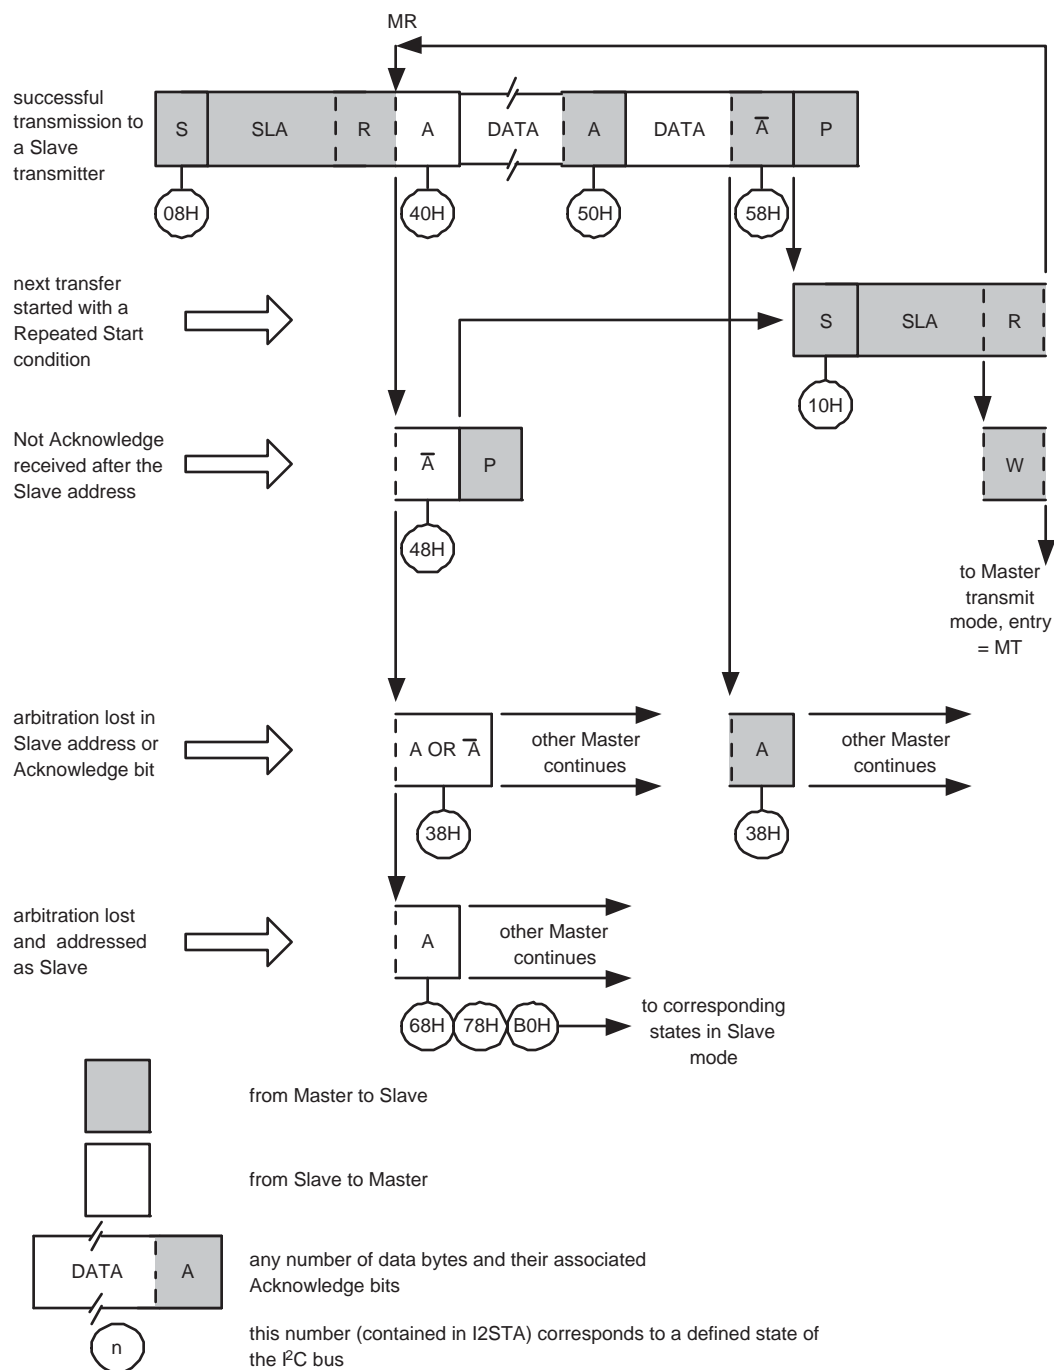 MR
successful
transmission to
a Slave
transmitter
S SLA R A DATA A DATA A̅ P
08H 40H 50H 58H
next transfer
started with a
Repeated Start
condition
S SLA R
10H
Not Acknowledge
received after the
Slave address
A̅ P
W
48H
to Master
transmit
mode, entry
= MT
arbitration lost in
Slave address or
Acknowledge bit
A OR A̅
other Master
continues
A
other Master
continues
38H 38H
arbitration lost
and addressed
as Slave
A
other Master
continues
68H 78H B0H
to corresponding
states in Slave
mode
from Master to Slave
from Slave to Master
DATA A
any number of data bytes and their associated
Acknowledge bits
n
this number (contained in I2STA) corresponds to a defined state of
the I²C bus